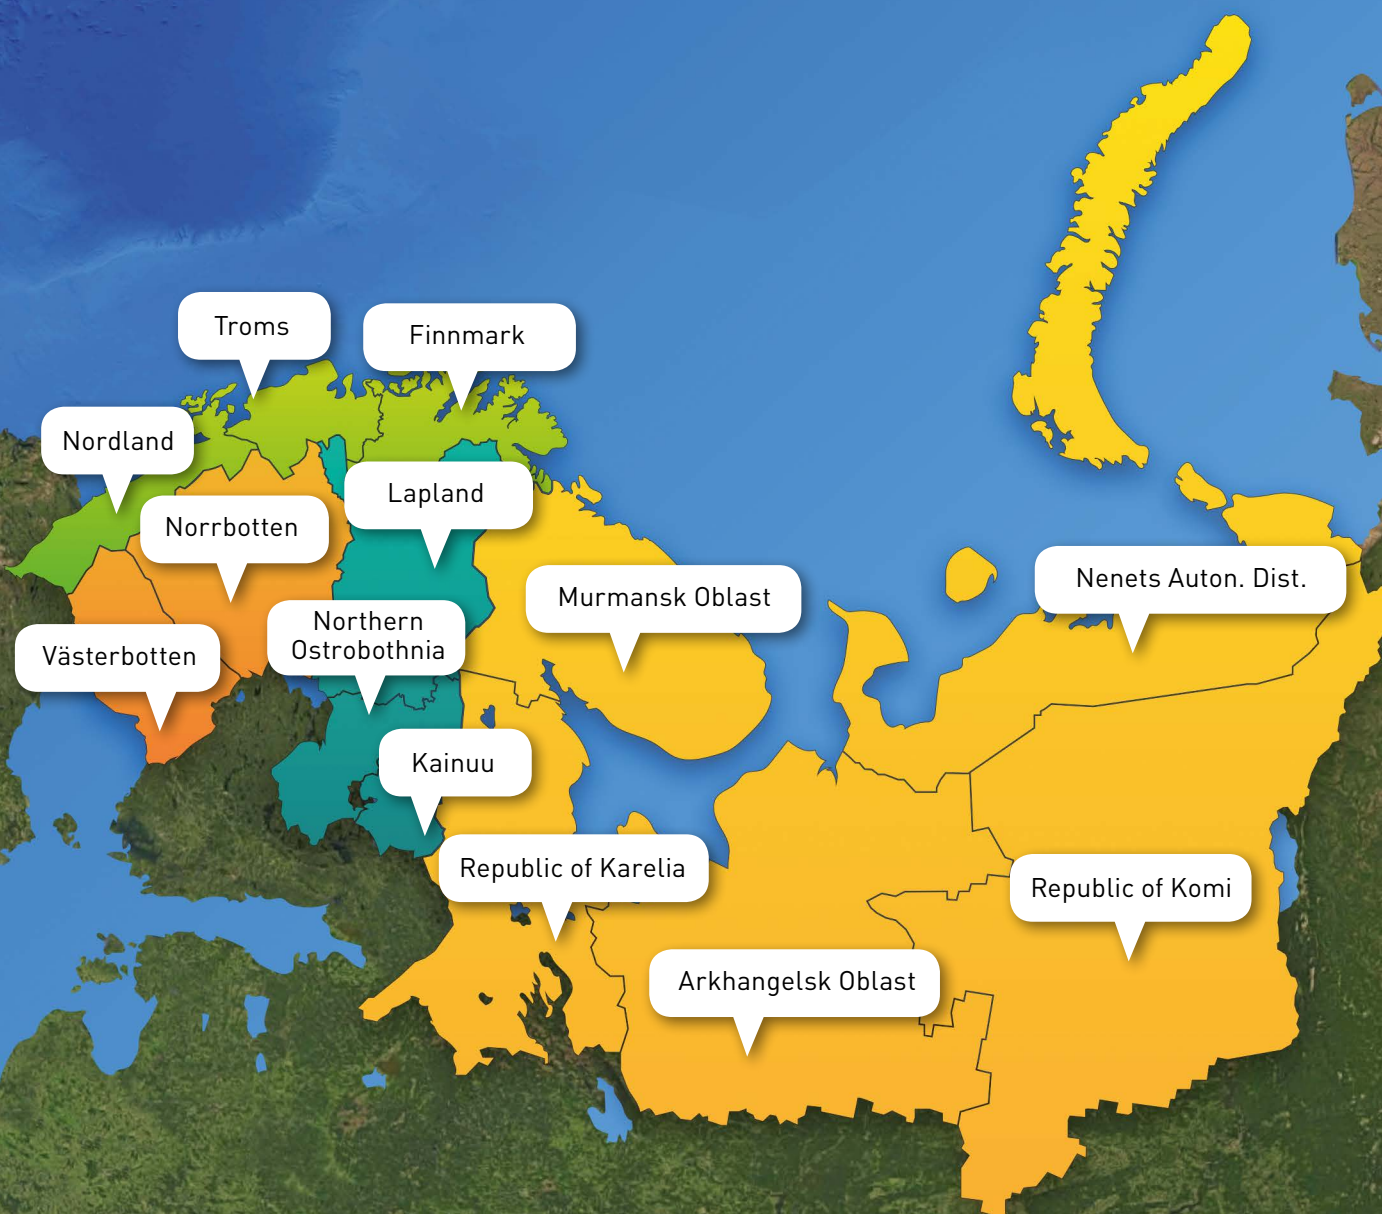 Troms
Finnmark
Nordland
Lapland
Norrbotten
Nenets Auton. Dist.
Murmansk Oblast
Northern
Ostrobothnia
Västerbotten
Kainuu
Republic of Karelia
Republic of Komi
Arkhangelsk Oblast